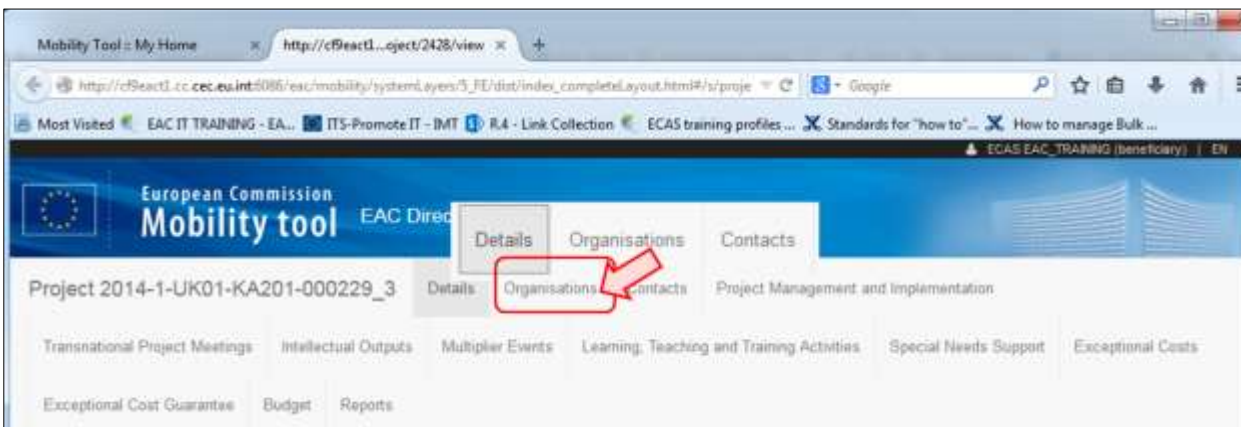 Mobility Tool :: My Home × http://cf9eact1...oject/2428/view × +
http://cf9eact1.cc.cec.eu.int:6086/eac/mobility/systemLayers/5_FE/dist/index_completeLayout.html#/s/proje Google
Most Visited EAC IT TRAINING - EA... ITS-Promote IT - IMT R.4 - Link Collection ECAS training profiles ... Standards for "how to"... How to manage Bulk ...
ECAS EAC_TRAINING (beneficiary) | EN
European Commission
Mobility tool EAC Direc
Details Organisations Contacts
Project 2014-1-UK01-KA201-000229_3 Details Organisations Contacts Project Management and Implementation
Transnational Project Meetings Intellectual Outputs Multiplier Events Learning, Teaching and Training Activities Special Needs Support Exceptional Costs
Exceptional Cost Guarantee Budget Reports